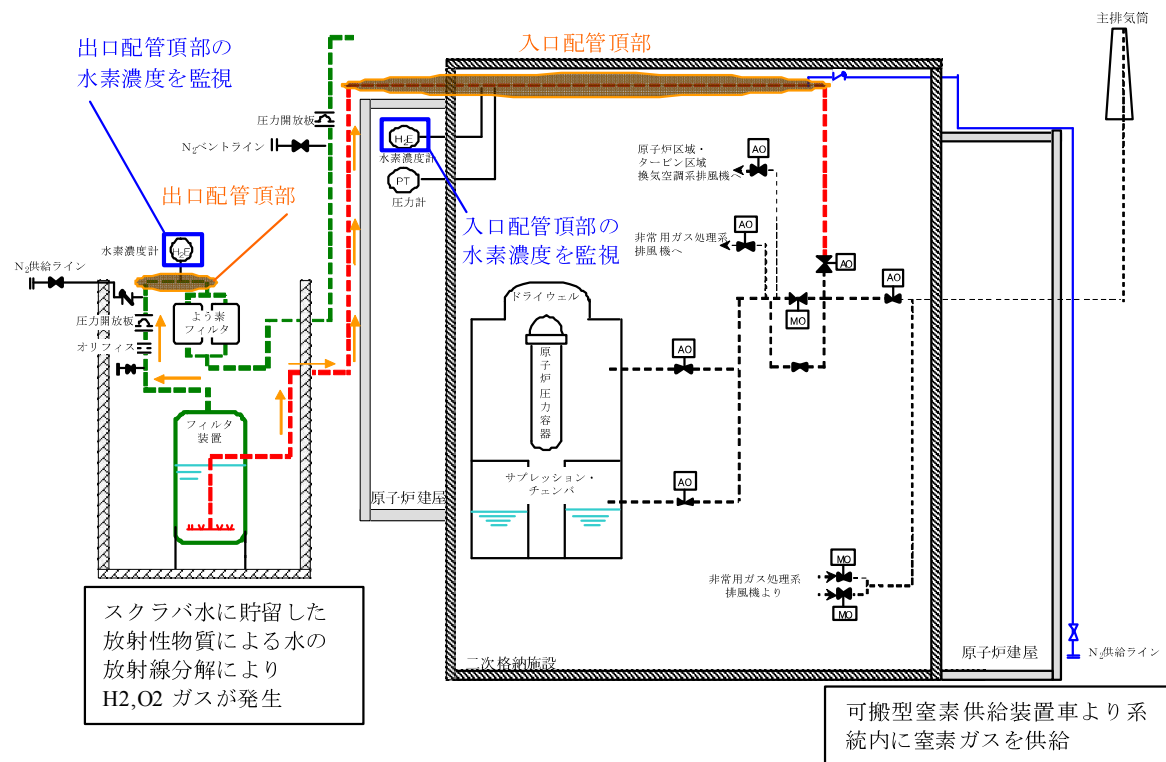 主排気筒
出口配管頂部の
水素濃度を監視
入口配管頂部
圧力開放板
N₂ベントライン
H₂E
水素濃度計
PT
圧力計
原子炉区域・
タービン区域
換気空調系排風機へ
AO
出口配管頂部
入口配管頂部の
水素濃度を監視
非常用ガス処理系
排風機へ
AO
水素濃度計
H₂E
N₂供給ライン
AO
AO
MO
圧力開放板
よう素
フィルタ
オリフィス
ドライウェル
原子炉圧力容器
AO
フィルタ
装置
サプレッション・
チェンバ
AO
原子炉建屋
非常用ガス処理系
排風機より
MO
MO
二次格納施設
原子炉建屋
N₂供給ライン
スクラバ水に貯留した
放射性物質による水の
放射線分解により
H2,O2 ガスが発生
可搬型窒素供給装置車より系
統内に窒素ガスを供給